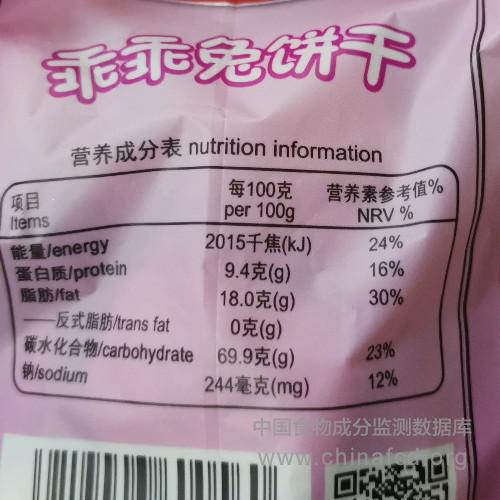 乖乖兔饼干
营养成分表 nutrition information
项目 Items 每100克 per 100g 营养素参考值% NRV %
能量/energy 2015千焦(kJ) 24%
蛋白质/protein 9.4克(g) 16%
脂肪/fat 18.0克(g) 30%
——反式脂肪/trans fat 0克(g)
碳水化合物/carbohydrate 69.9克(g) 23%
钠/sodium 244毫克(mg) 12%
中国食物成分监测数据库
www.chinafcd.org